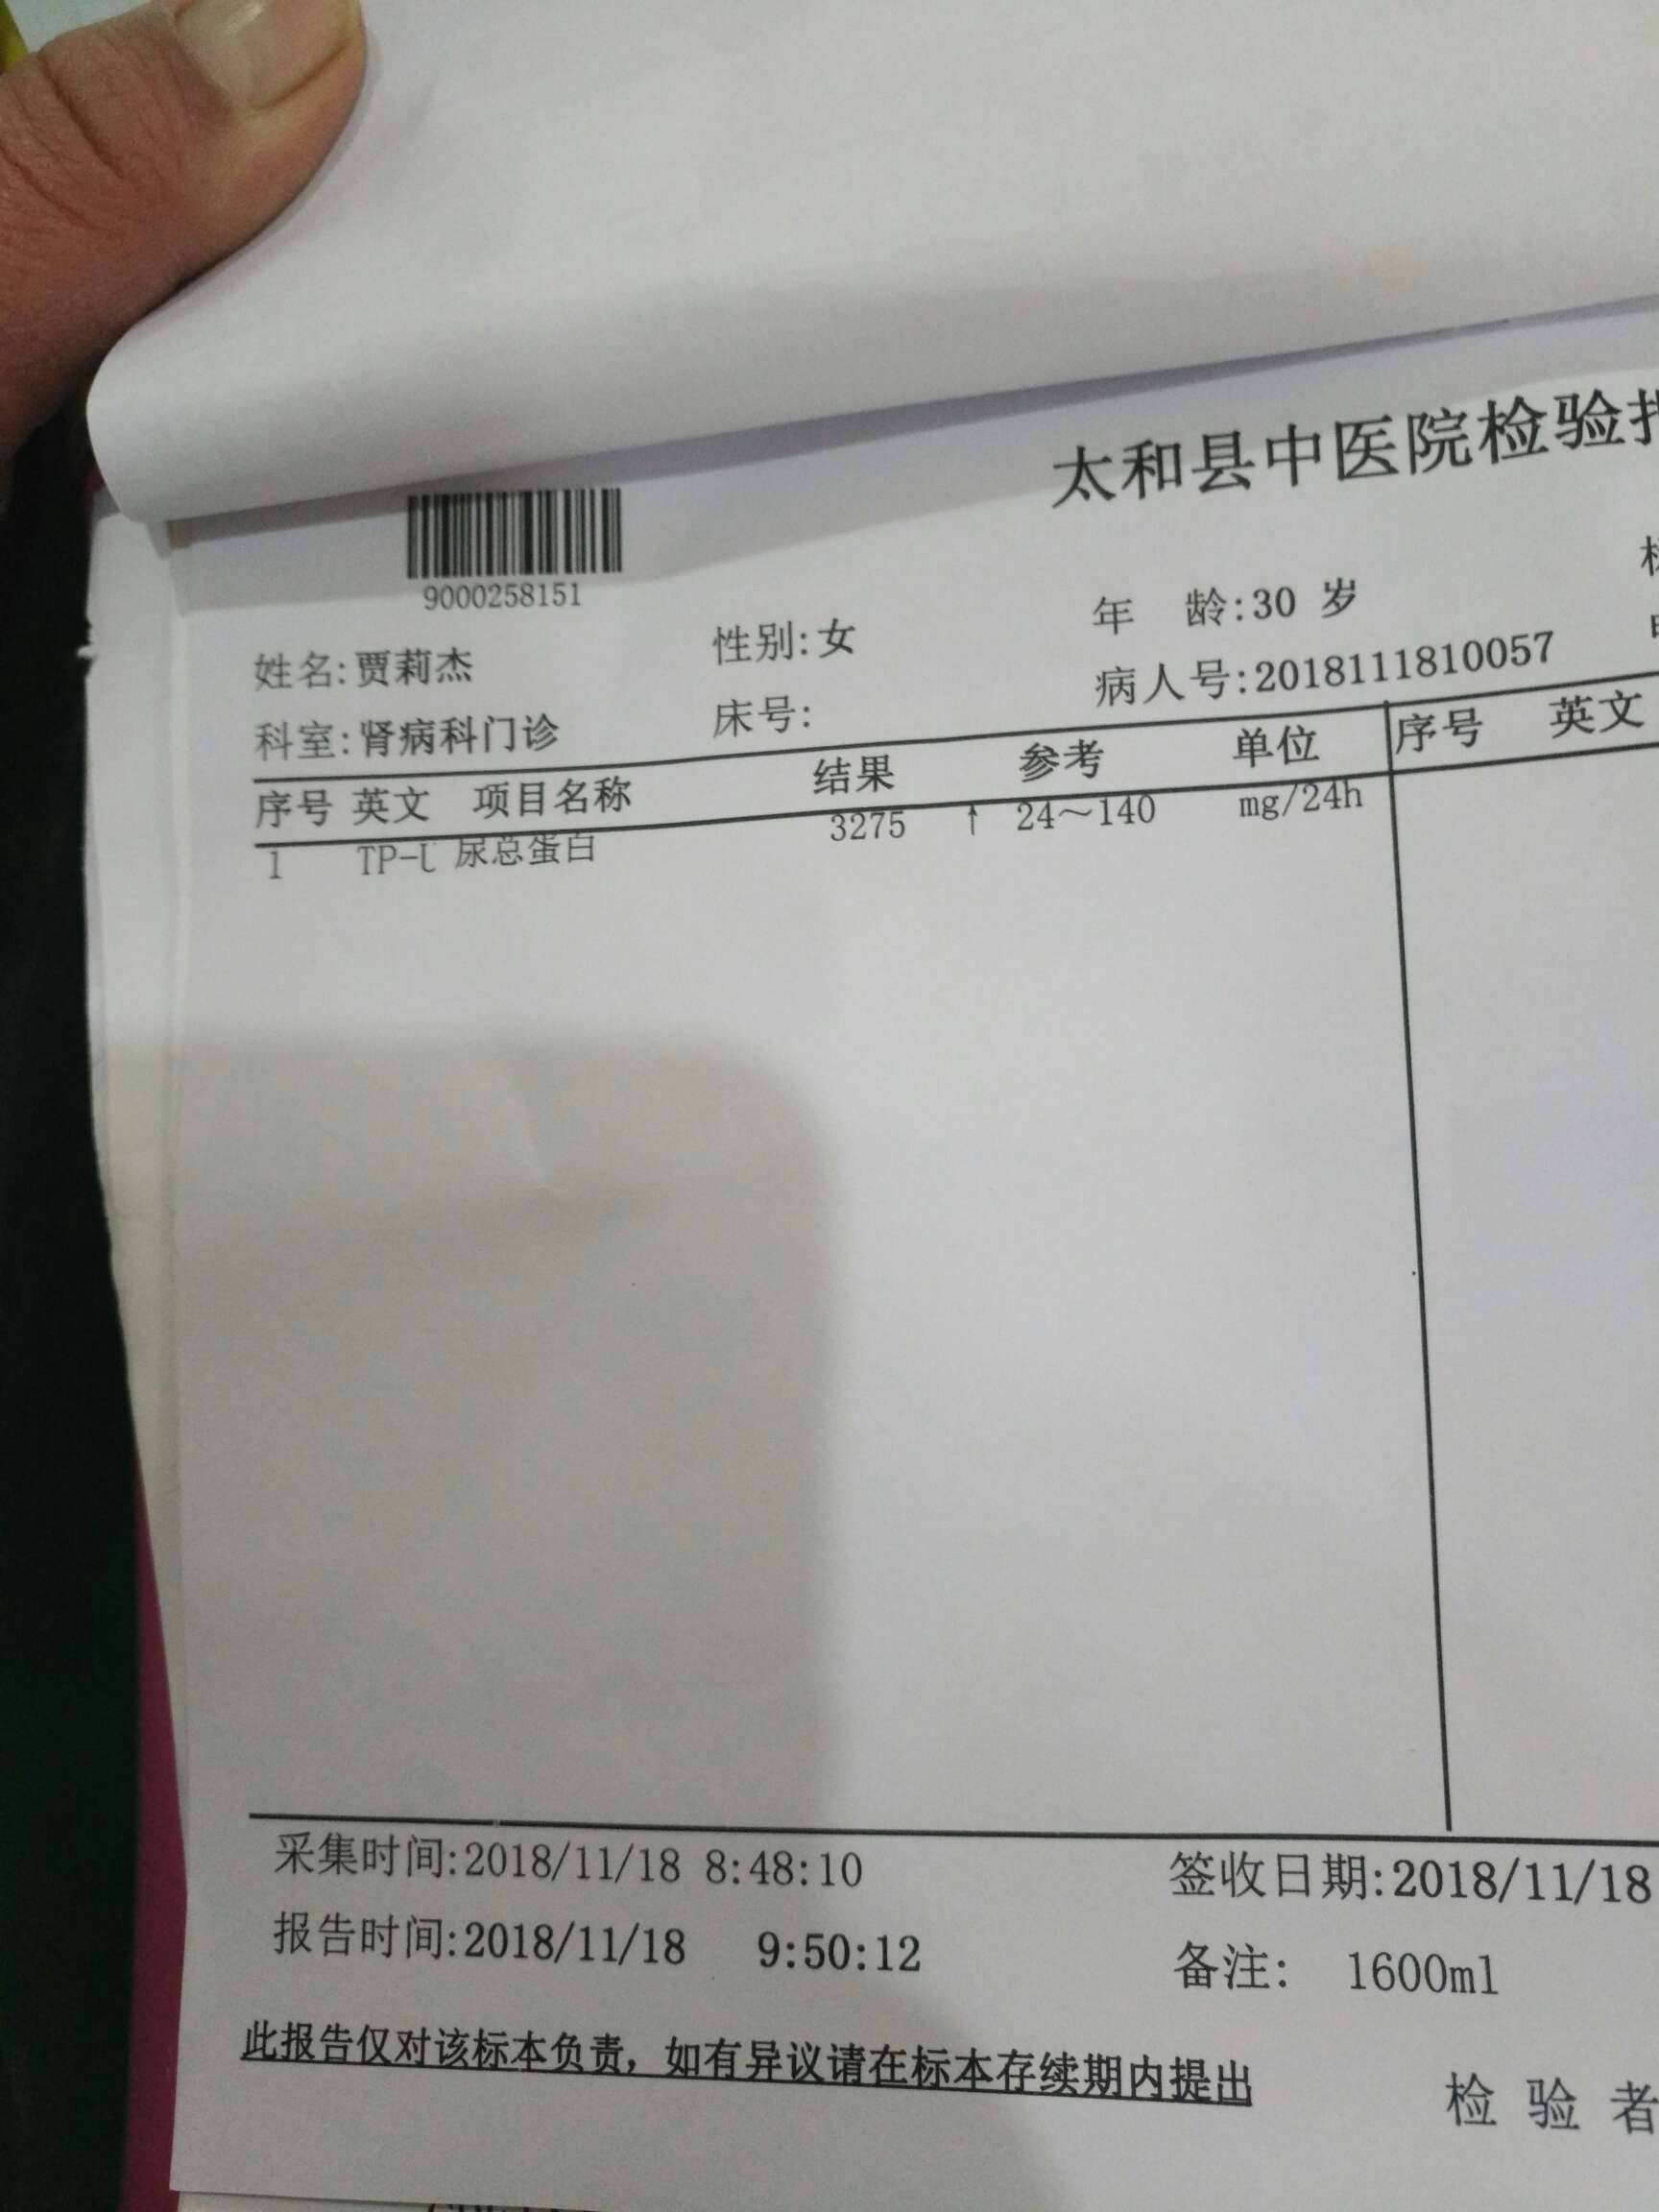 太和县中医院检验
9000258151
姓名:贾莉杰 性别:女 年 龄:30 岁
科室:肾病科门诊 床号: 病人号:2018111810057
序号 英文 项目名称 结果 参考 单位 序号 英文
1 TP-U 尿总蛋白 3275 ↑ 24～140 mg/24h
采集时间:2018/11/18 8:48:10 签收日期:2018/11/18
报告时间:2018/11/18 9:50:12 备注: 1600ml
此报告仅对该标本负责，如有异议请在标本存续期内提出
检 验 者